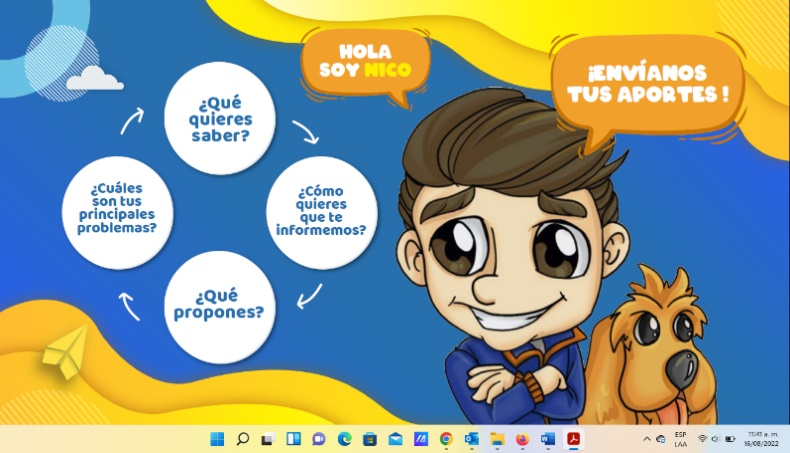 HOLA
SOY NICO
¡ENVÍANOS
TUS APORTES !
¿Qué
quieres
saber?
¿Cuáles
son tus
principales
problemas?
¿Cómo
quieres
que te
informemos?
¿Qué
propones?
ESP
LAA
11:41 a. m.
16/08/2022